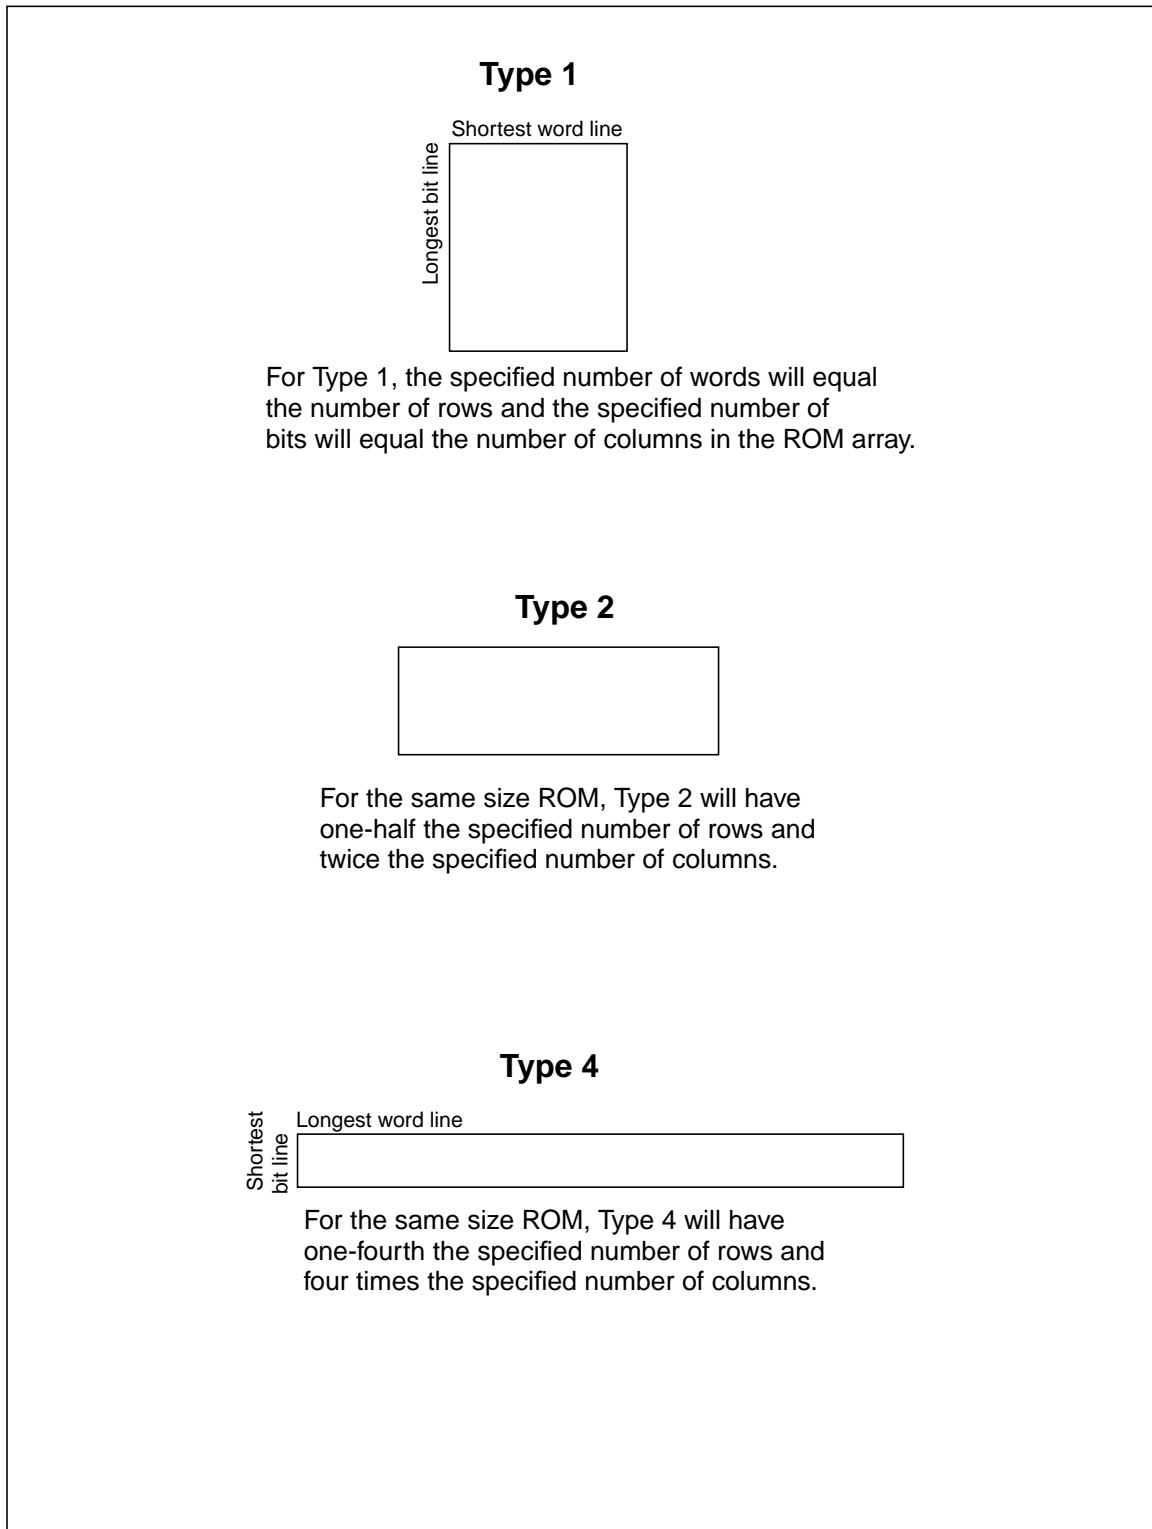 Type 1
Shortest word line
Longest bit line
For Type 1, the specified number of words will equal
the number of rows and the specified number of
bits will equal the number of columns in the ROM array.
Type 2
For the same size ROM, Type 2 will have
one-half the specified number of rows and
twice the specified number of columns.
Type 4
Longest word line
Shortest
bit line
For the same size ROM, Type 4 will have
one-fourth the specified number of rows and
four times the specified number of columns.